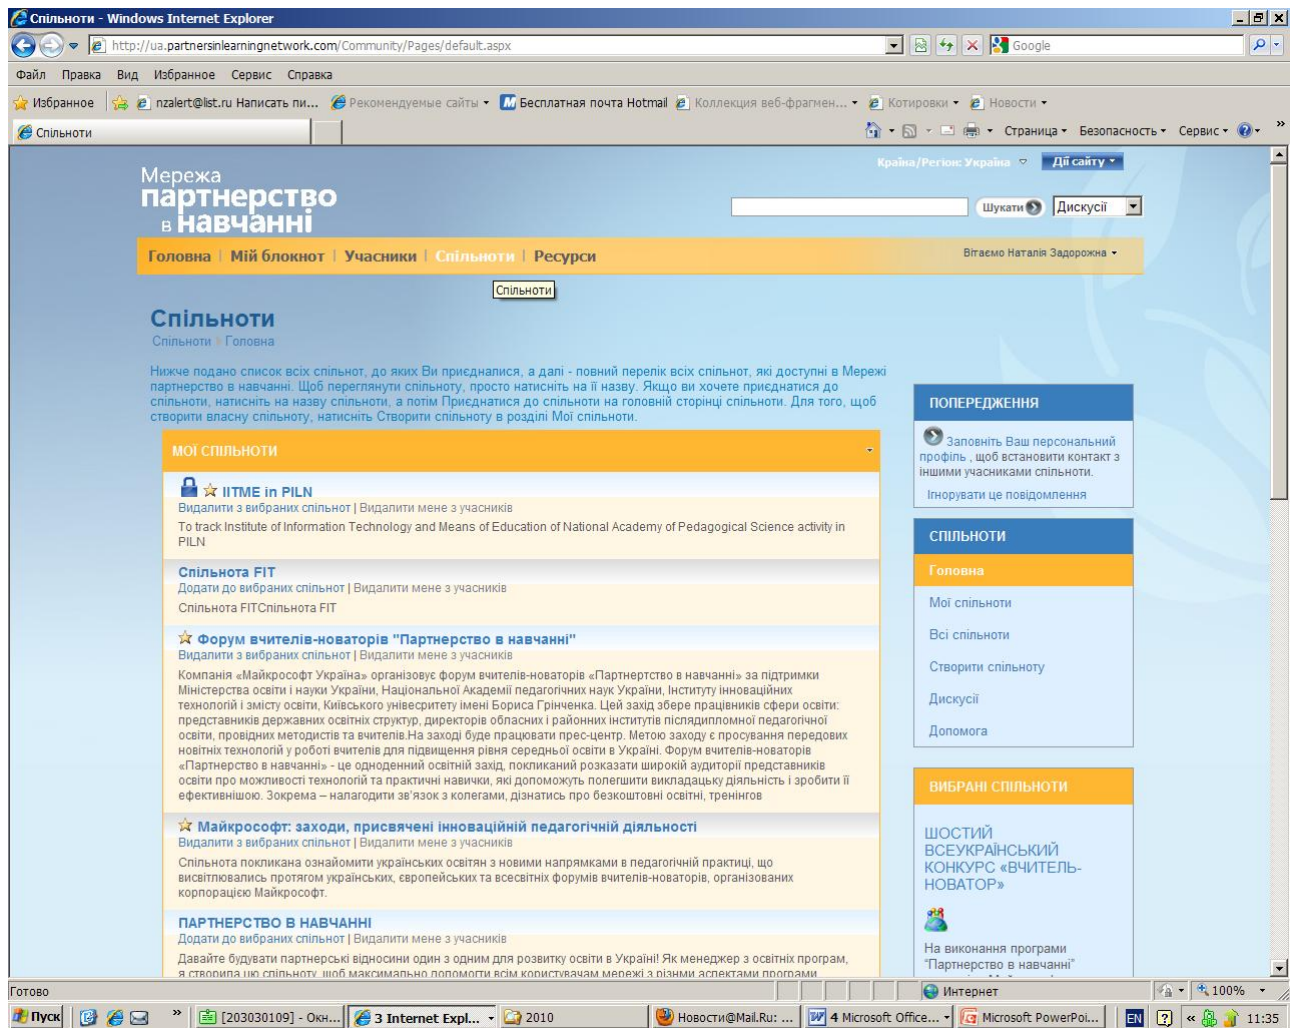 Спільноти - Windows Internet Explorer
http://ua.partnersinlearningnetwork.com/Community/Pages/default.aspx
Google
Файл Правка Вид Избранное Сервис Справка
Избранное nzalert@list.ru Написать пи... Рекомендуемые сайты Бесплатная почта Hotmail Коллекция веб-фрагмен... Котировки Новости
Спільноти
Страница Безопасность Сервис
Країна/Регіон: Україна Дії сайту
Мережа
партнерство
в навчанні
Шукати Дискусії
Головна | Мій блокнот | Учасники | Спільноти | Ресурси
Вітаємо Наталія Задорожна
Спільноти
Спільноти
Спільноти Головна
Нижче подано список всіх спільнот, до яких Ви приєдналися, а далі - повний перелік всіх спільнот, які доступні в Мережі
партнерство в навчанні. Щоб переглянути спільноту, просто натисніть на її назву. Якщо ви хочете приєднатися до
спільноти, натисніть на назву спільноти, а потім Приєднатися до спільноти на головній сторінці спільноти. Для того, щоб
створити власну спільноту, натисніть Створити спільноту в розділі Мої спільноти.
МОЇ СПІЛЬНОТИ
IITME in PILN
Видалити з вибраних спільнот | Видалити мене з учасників
To track Institute of Information Technology and Means of Education of National Academy of Pedagogical Science activity in
PILN
Спільнота FIT
Додати до вибраних спільнот | Видалити мене з учасників
Спільнота FITСпільнота FIT
Форум вчителів-новаторів "Партнерство в навчанні"
Видалити з вибраних спільнот | Видалити мене з учасників
Компанія «Майкрософт Україна» організовує форум вчителів-новаторів «Партнертство в навчанні» за підтримки
Міністерства освіти і науки України, Національної Академії педагогічних наук України, Інституту інноваційних
технологій і змісту освіти, Київського унівесритету імені Бориса Грінченка. Цей захід збере працівників сфери освіти:
представників державних освітніх структур, директорів обласних і районних інститутів післядипломної педагогічної
освіти, провідних методистів та вчителів.На заході буде працювати прес-центр. Метою заходу є просування передових
новітніх технологій у роботі вчителів для підвищення рівня середньої освіти в Україні. Форум вчителів-новаторів
«Партнерство в навчанні» - це одноденний освітній захід, покликаний розказати широкій аудиторії представників
освіти про можливості технологій та практичні навички, які допоможуть полегшити викладацьку діяльність і зробити її
ефективнішою. Зокрема – налагодити зв'язок з колегами, дізнатись про безкоштовні освітні, тренінгов
Майкрософт: заходи, присвячені інноваційній педагогічній діяльності
Видалити з вибраних спільнот | Видалити мене з учасників
Спільнота покликана ознайомити українських освітян з новими напрямками в педагогічній практиці, що
висвітлювались протягом українських, європейських та всесвітніх форумів вчителів-новаторів, організованих
корпорацією Майкрософт.
ПАРТНЕРСТВО В НАВЧАННІ
Додати до вибраних спільнот | Видалити мене з учасників
Давайте будувати партнерські відносини один з одним для розвитку освіти в Україні! Як менеджер з освітніх програм,
я створила цю спільноту, щоб максимально допомогти всім користувачам мережі з різними аспектами програми
ПОПЕРЕДЖЕННЯ
Заповніть Ваш персональний
профіль , щоб встановити контакт з
іншими учасниками спільноти.
Ігнорувати це повідомлення
СПІЛЬНОТИ
Головна
Мої спільноти
Всі спільноти
Створити спільноту
Дискусії
Допомога
ВИБРАНІ СПІЛЬНОТИ
ШОСТИЙ
ВСЕУКРАЇНСЬКИЙ
КОНКУРС «ВЧИТЕЛЬ-
НОВАТОР»
На виконання програми
"Партнерство в навчанні"
Готово Интернет 100%
Пуск [203030109] - Окн... 3 Internet Expl... 2010 Новости@Mail.Ru: ... 4 Microsoft Office... Microsoft PowerPoi... EN 11:35